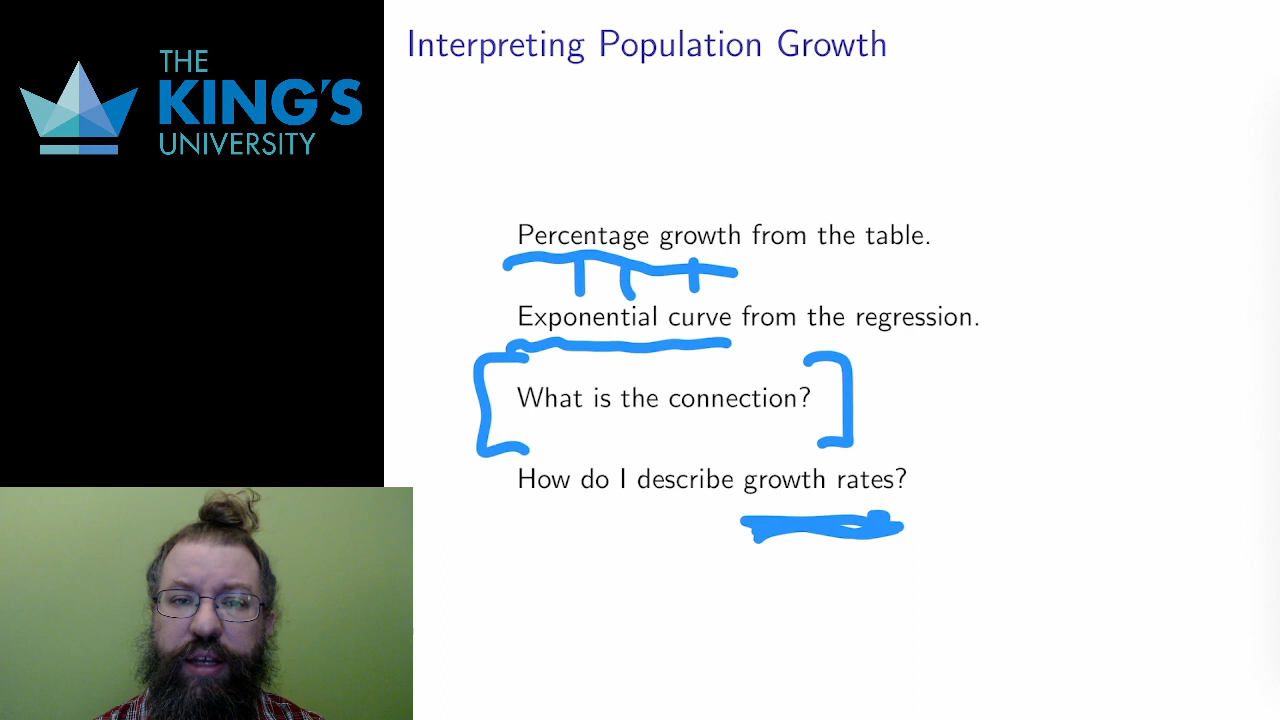 THE
KING'S
UNIVERSITY
Interpreting Population Growth
Percentage growth from the table.
Exponential curve from the regression.
What is the connection?
How do I describe growth rates?